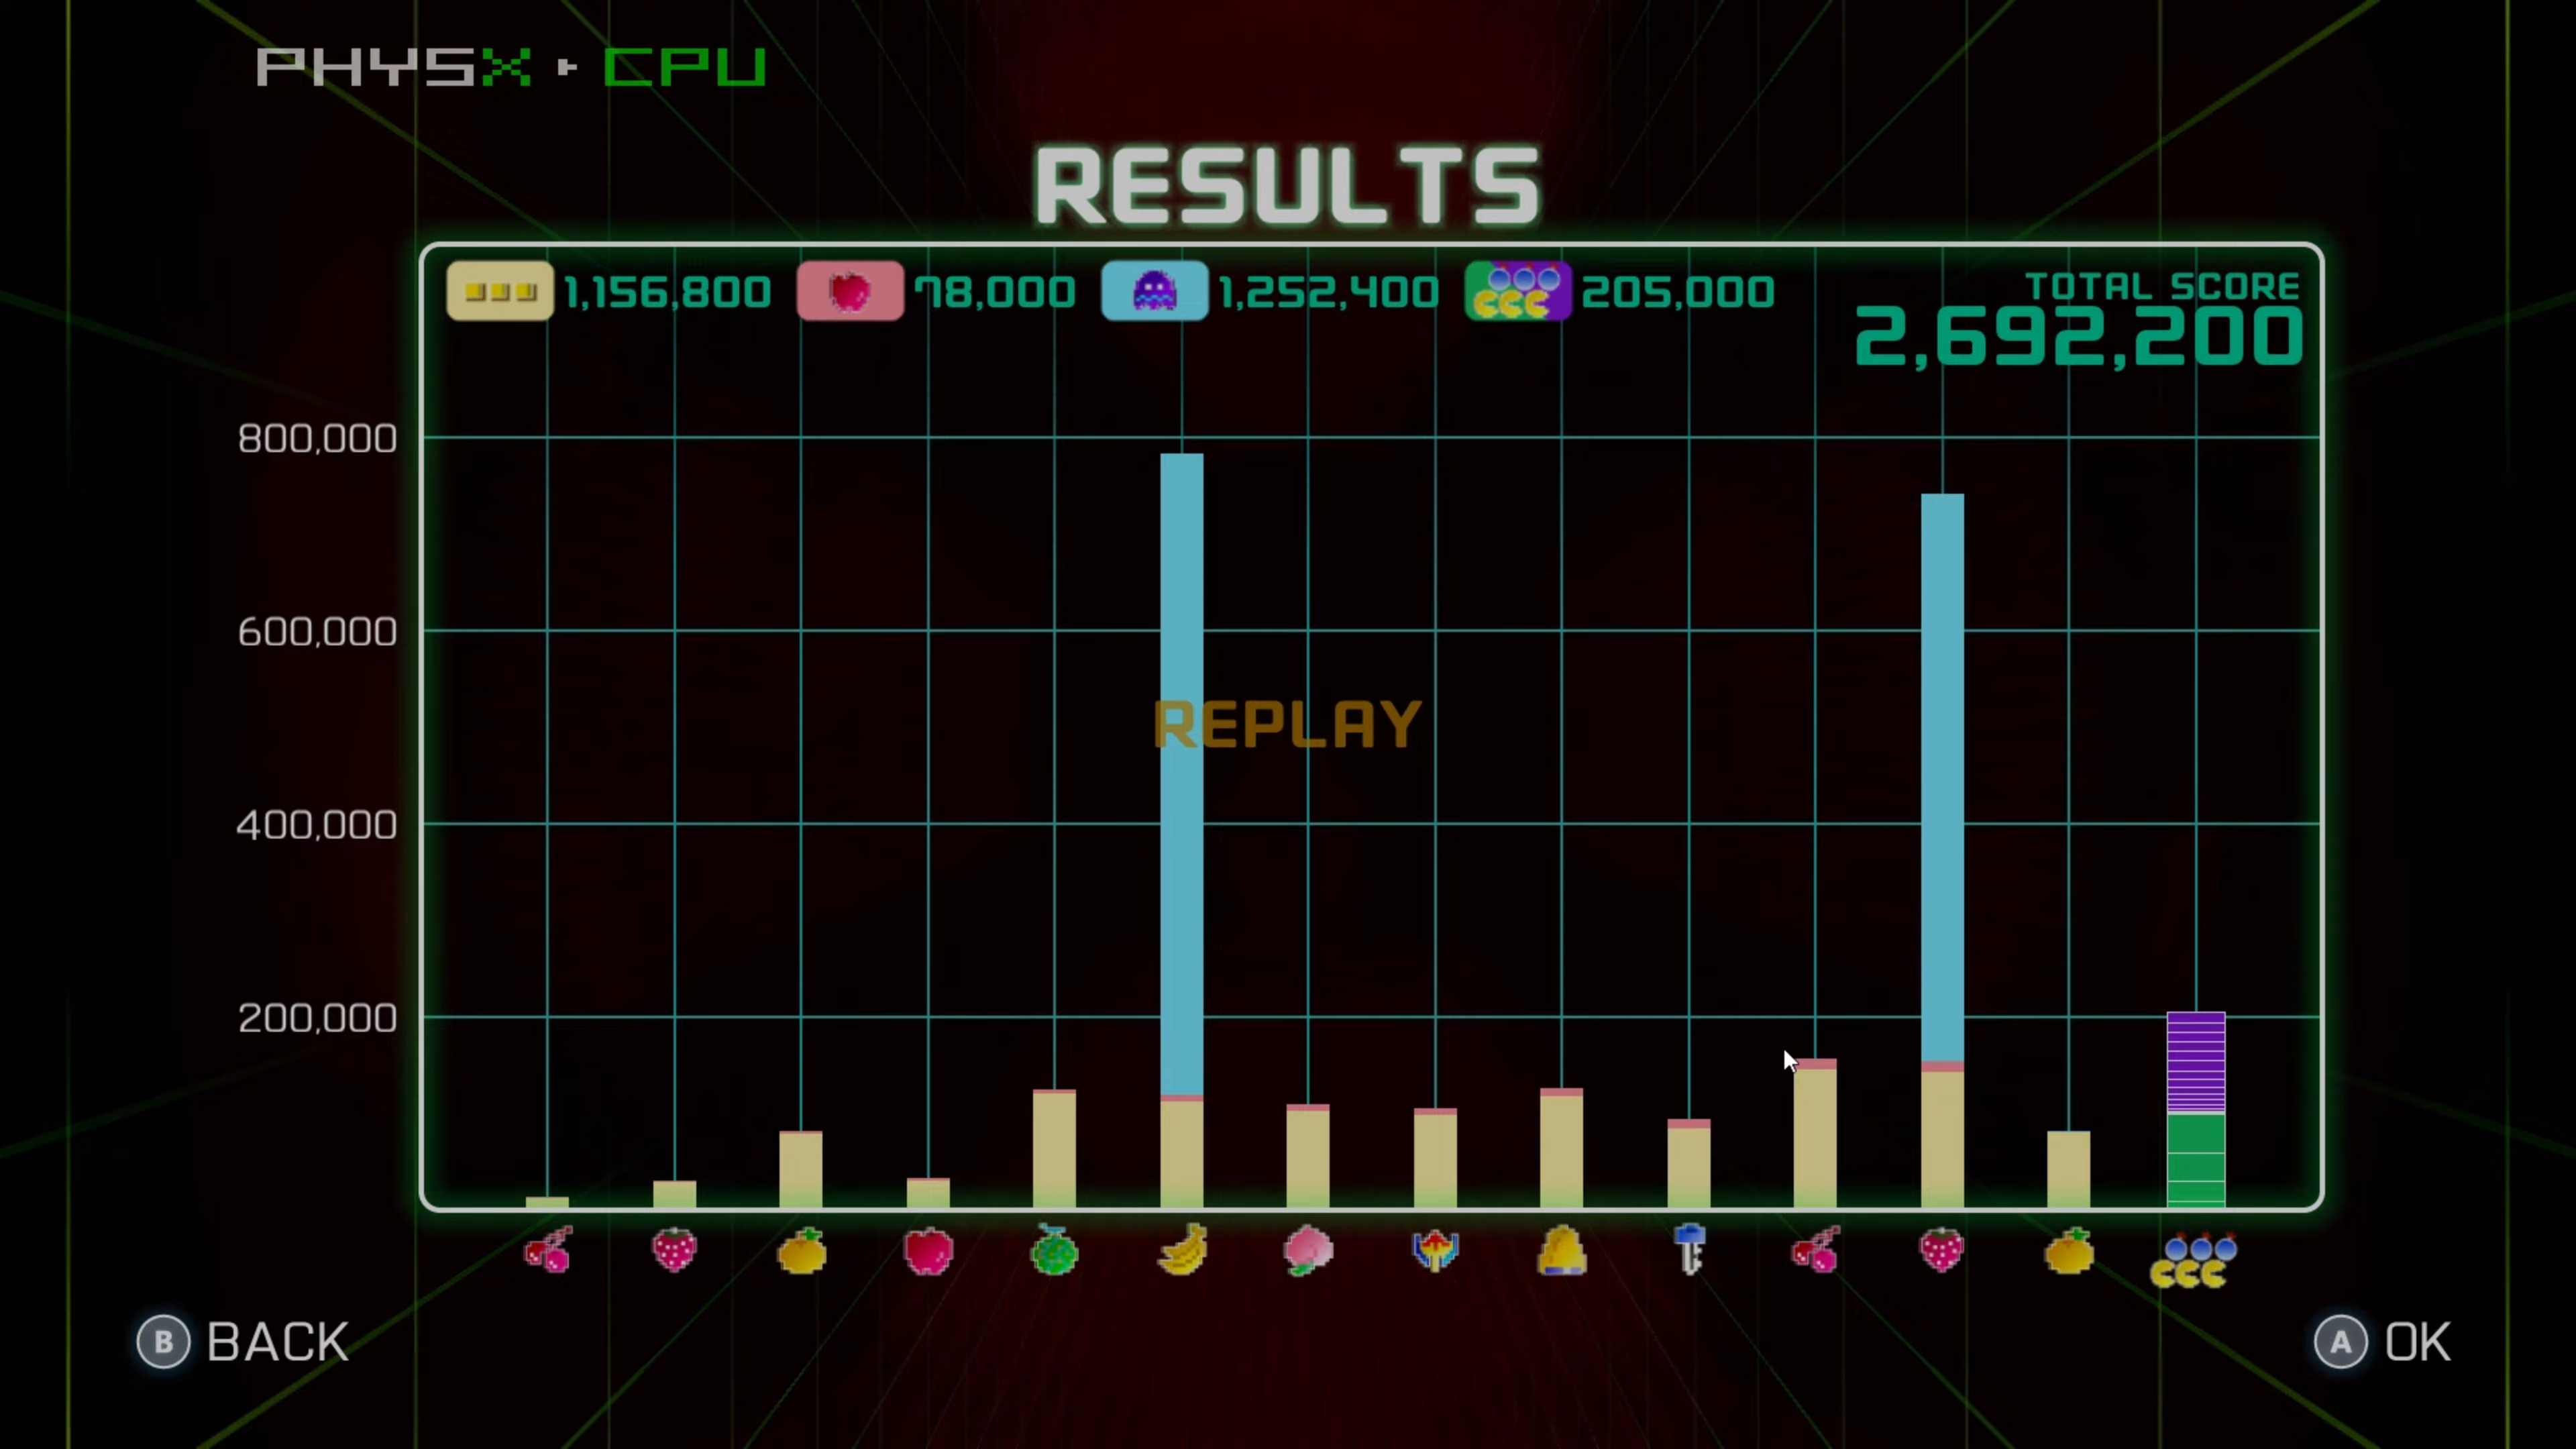 PHYSX ▸ CPU
RESULTS
1,156,800 78,000 1,252,400 205,000
TOTAL SCORE
2,692,200
800,000
600,000
REPLAY
400,000
200,000
B BACK
A OK